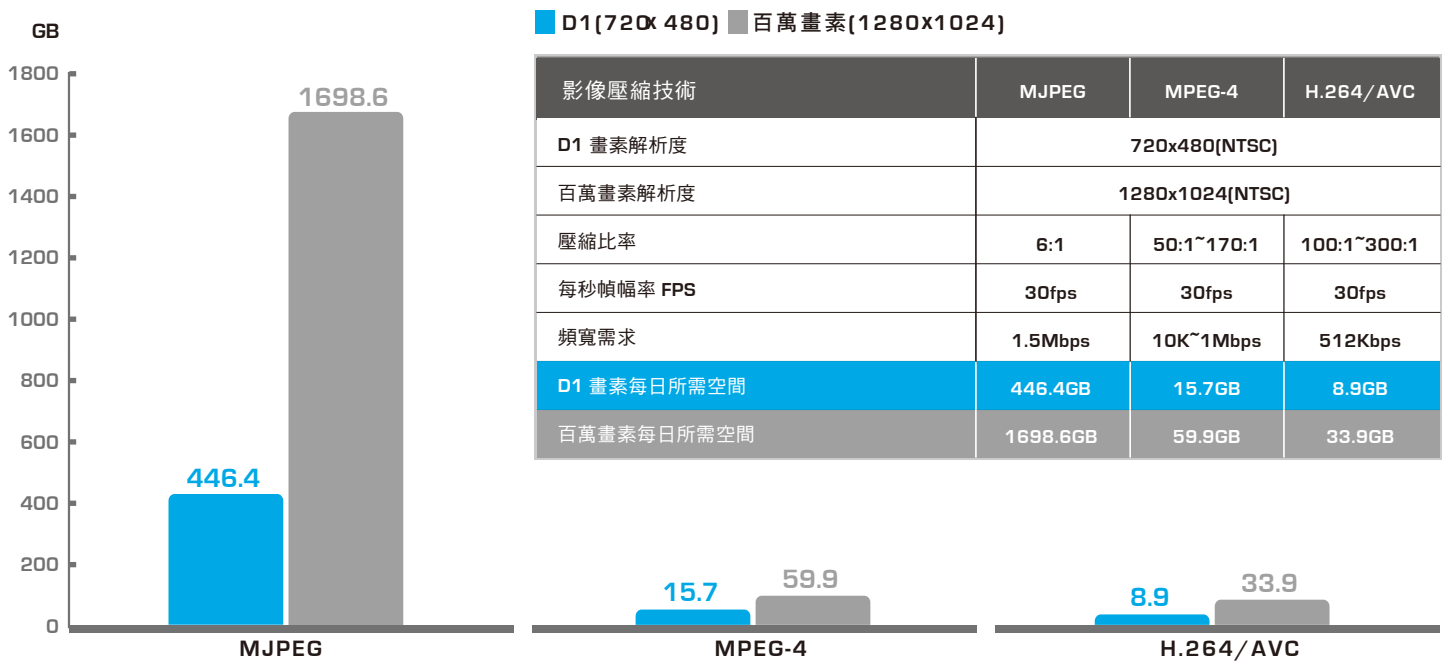 GB
D1(720x 480) 百萬畫素(1280x1024)
1800
1600
1400
1200
1000
800
600
400
200
0
446.4
1698.6
MJPEG
影像壓縮技術 MJPEG MPEG-4 H.264/AVC
D1 畫素解析度 720x480(NTSC)
百萬畫素解析度 1280x1024(NTSC)
壓縮比率 6:1 50:1~170:1 100:1~300:1
每秒幀幅率 FPS 30fps 30fps 30fps
頻寬需求 1.5Mbps 10K~1Mbps 512Kbps
D1 畫素每日所需空間 446.4GB 15.7GB 8.9GB
百萬畫素每日所需空間 1698.6GB 59.9GB 33.9GB
15.7
59.9
MPEG-4
8.9
33.9
H.264/AVC